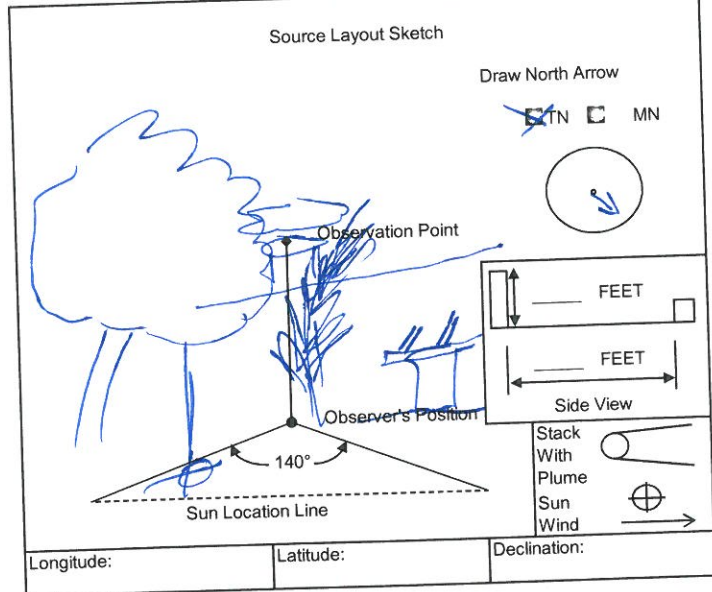 Source Layout Sketch
Draw North Arrow
TN MN
Observation Point
FEET
FEET
Side View
Observer's Position
140°
Sun Location Line
Stack
With
Plume
Sun
Wind
Longitude:
Latitude:
Declination: